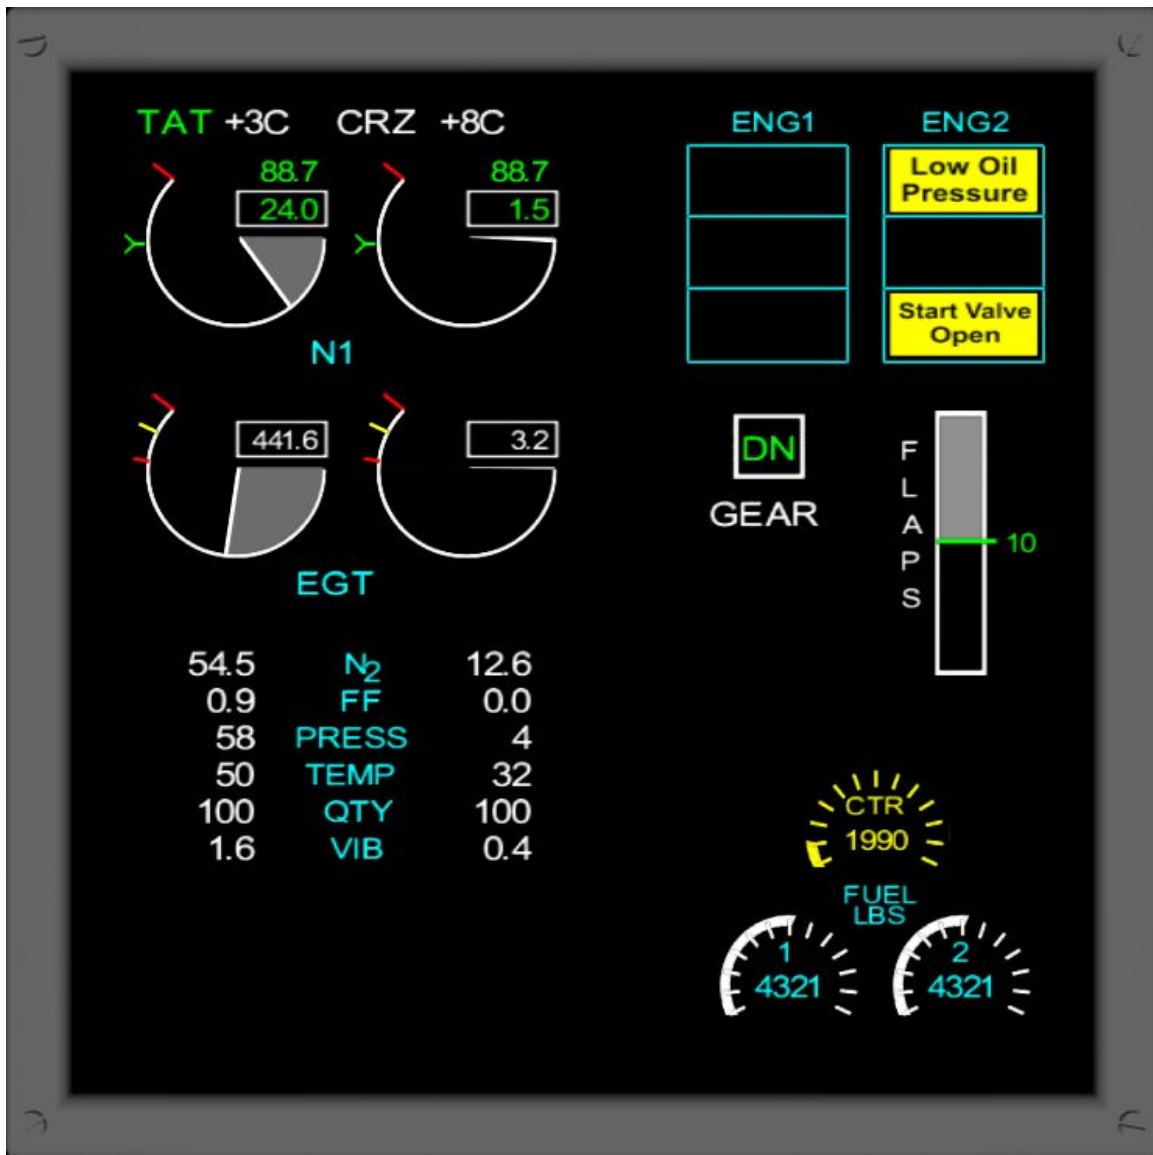 TAT +3C CRZ +8C
88.7 88.7
24.0 1.5
N1
441.6 3.2
EGT
54.5 N2 12.6
0.9 FF 0.0
58 PRESS 4
50 TEMP 32
100 QTY 100
1.6 VIB 0.4
ENG1 ENG2
Low Oil
Pressure
Start Valve
Open
DN
GEAR
FLAPS
10
CTR
1990
FUEL
LBS
1 2
4321 4321